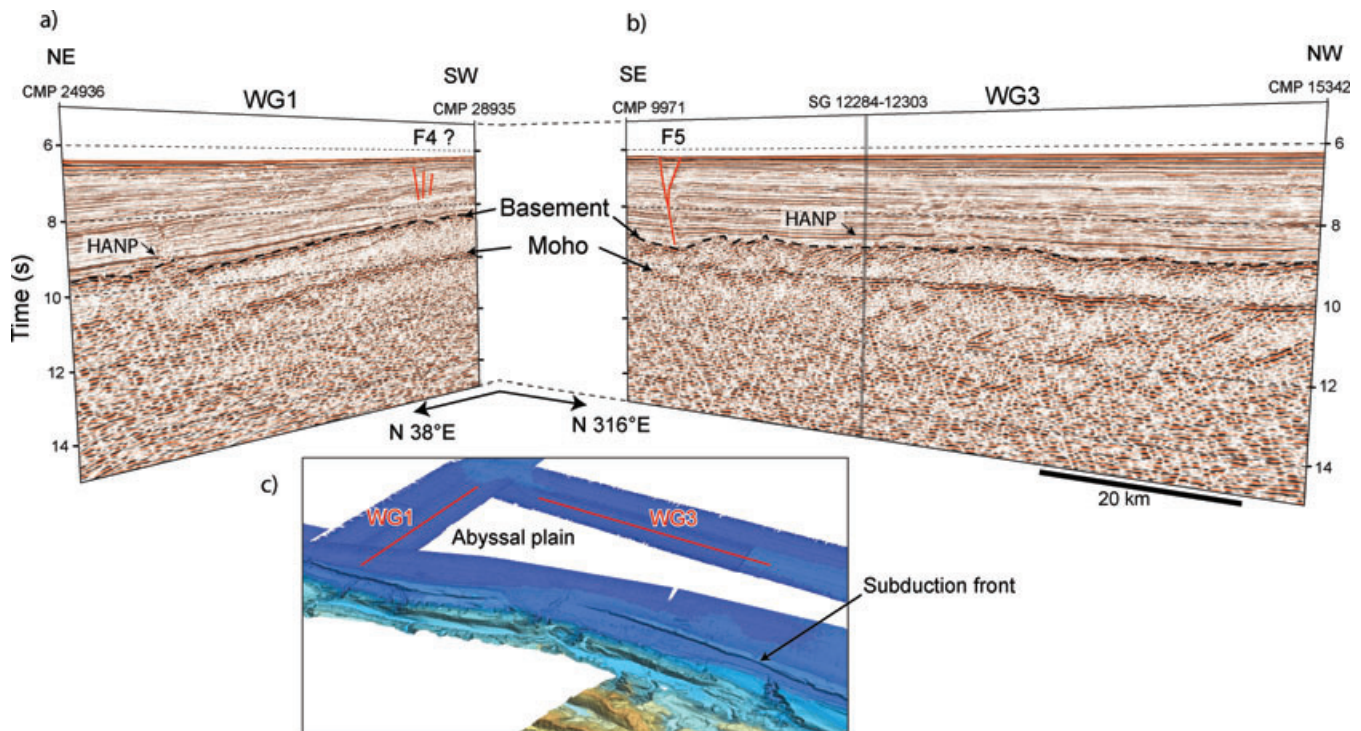 a)
b)
NE
SW
SE
NW
CMP 24936
WG1
CMP 28935
CMP 9971
SG 12284-12303
WG3
CMP 15342
F4 ?
F5
6
6
HANP
Basement
HANP
8
8
Moho
Time (s)
10
10
12
12
N 38°E
N 316°E
14
14
20 km
c)
WG1
WG3
Abyssal plain
Subduction front